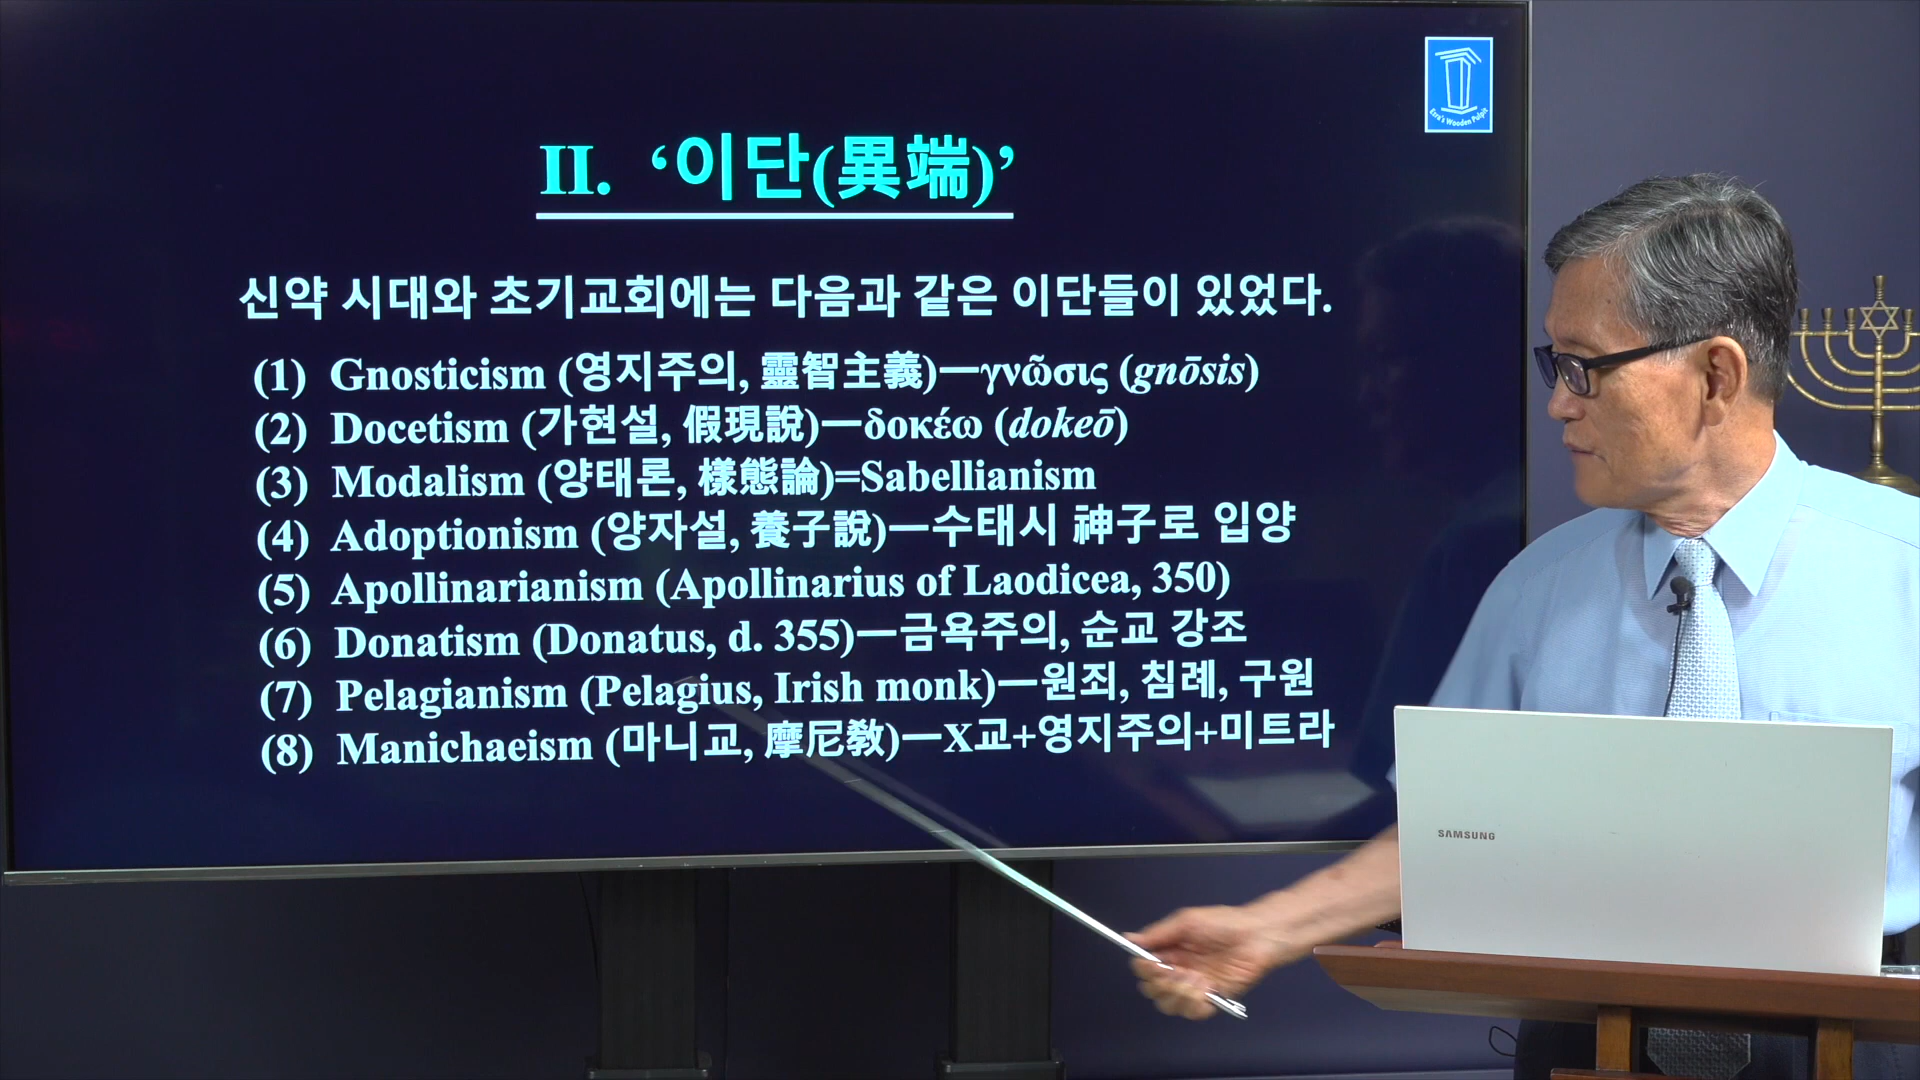 Ezra's Wooden Pulpit
II. ‘이단(異端)’
신약 시대와 초기교회에는 다음과 같은 이단들이 있었다.
(1) Gnosticism (영지주의, 靈智主義)—γνῶσις (gnōsis)
(2) Docetism (가현설, 假現說)—δοκέω (dokeō)
(3) Modalism (양태론, 樣態論)=Sabellianism
(4) Adoptionism (양자설, 養子說)—수태시 神子로 입양
(5) Apollinarianism (Apollinarius of Laodicea, 350)
(6) Donatism (Donatus, d. 355)—금욕주의, 순교 강조
(7) Pelagianism (Pelagius, Irish monk)—원죄, 침례, 구원
(8) Manichaeism (마니교, 摩尼敎)—X교+영지주의+미트라
SAMSUNG